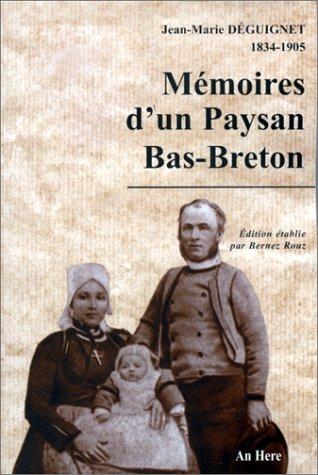 Jean-Marie DÉGUIGNET
1834-1905
Mémoires
d'un Paysan
Bas-Breton
Édition établie
par Bernez Rouz
An Here